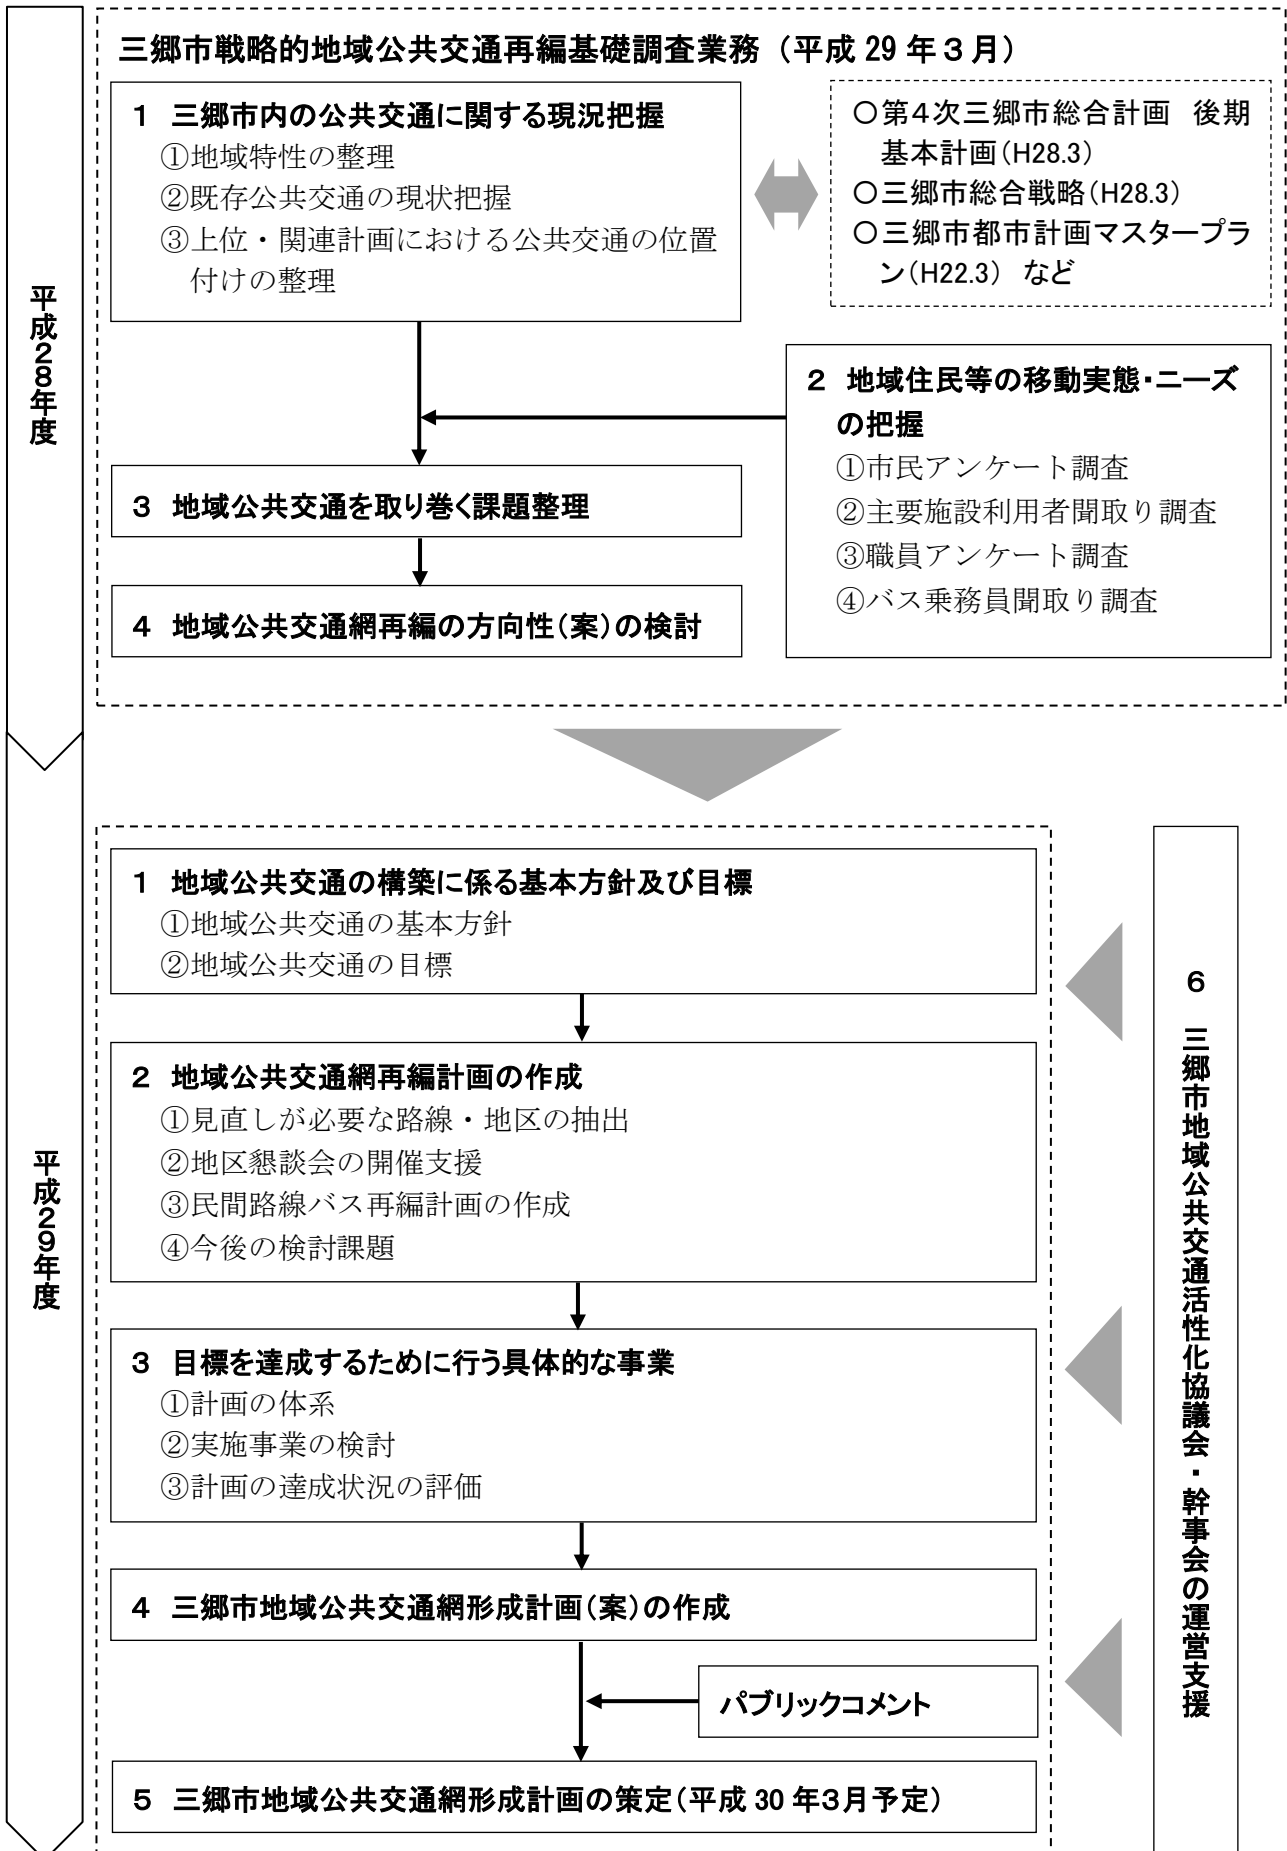 平成28年度
三郷市戦略的地域公共交通再編基礎調査業務（平成 29 年３月）
１ 三郷市内の公共交通に関する現況把握
①地域特性の整理
②既存公共交通の現状把握
③上位・関連計画における公共交通の位置
付けの整理
〇第４次三郷市総合計画　後期
基本計画（H28.3）
〇三郷市総合戦略（H28.3）
〇三郷市都市計画マスタープラ
ン（H22.3） など
２ 地域住民等の移動実態・ニーズ
の把握
①市民アンケート調査
②主要施設利用者聞取り調査
③職員アンケート調査
④バス乗務員聞取り調査
３ 地域公共交通を取り巻く課題整理
４ 地域公共交通網再編の方向性（案）の検討
平成29年度
１ 地域公共交通の構築に係る基本方針及び目標
①地域公共交通の基本方針
②地域公共交通の目標
２ 地域公共交通網再編計画の作成
①見直しが必要な路線・地区の抽出
②地区懇談会の開催支援
③民間路線バス再編計画の作成
④今後の検討課題
３ 目標を達成するために行う具体的な事業
①計画の体系
②実施事業の検討
③計画の達成状況の評価
４ 三郷市地域公共交通網形成計画（案）の作成
パブリックコメント
５ 三郷市地域公共交通網形成計画の策定（平成 30 年３月予定）
６　三郷市地域公共交通活性化協議会・幹事会の運営支援